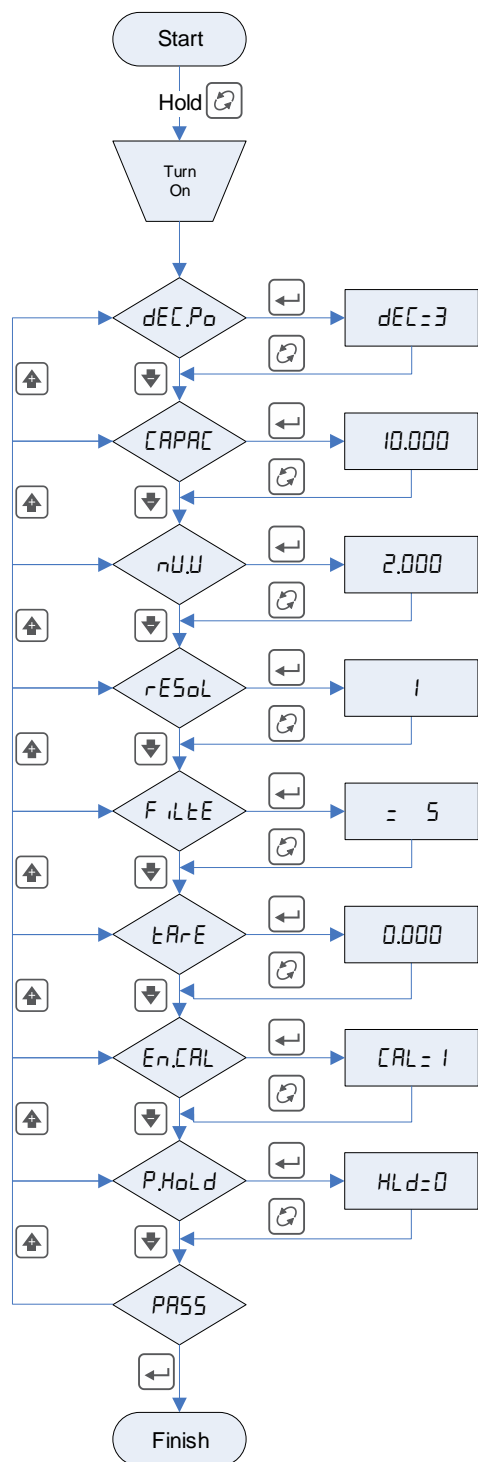 Start
Hold
Turn
On
dEC.Po
dEC=3
CAPAC
10.000
nU.U
2.000
rESoL
1
FiLtE
= 5
tArE
0.000
En.CAL
CAL=1
P.HoLd
HLd=0
PASS
Finish